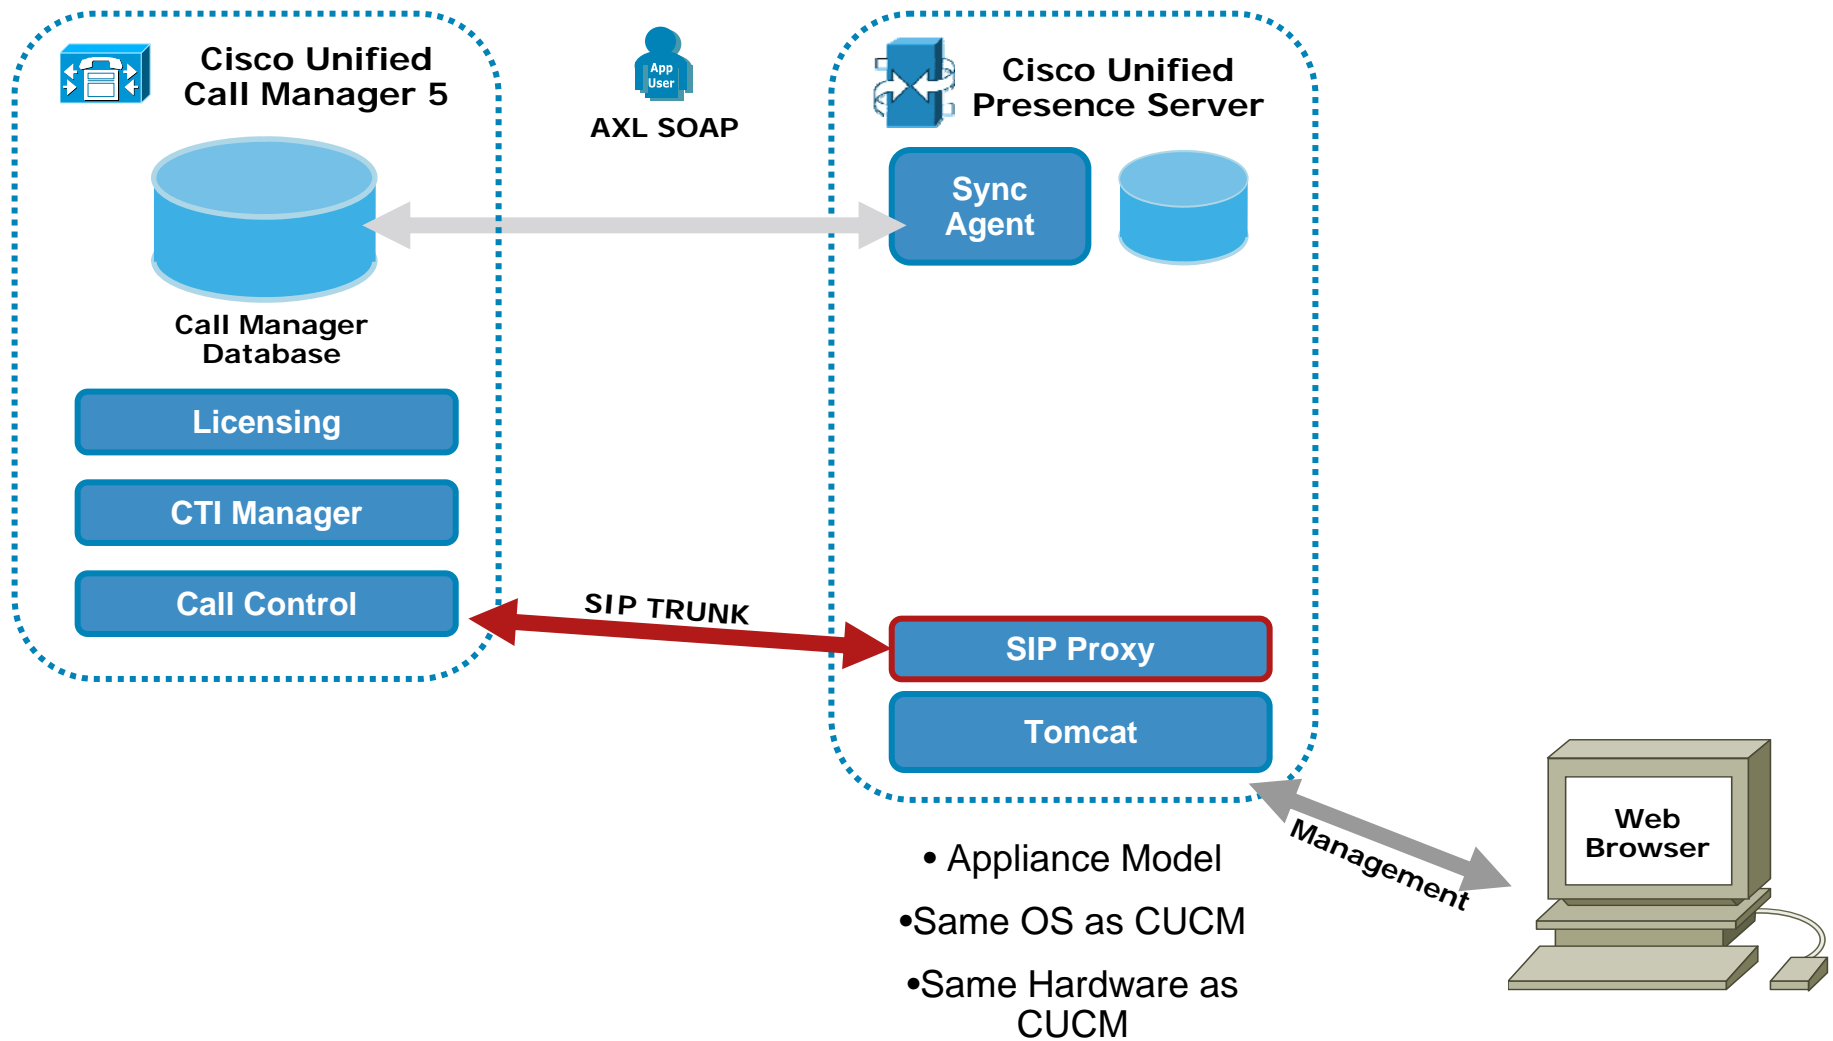 Cisco Unified
Call Manager 5
App
User
AXL SOAP
Cisco Unified
Presence Server
Sync
Agent
Call Manager
Database
Licensing
CTI Manager
Call Control
SIP TRUNK
SIP Proxy
Tomcat
Management
Web
Browser
• Appliance Model
•Same OS as CUCM
•Same Hardware as
CUCM